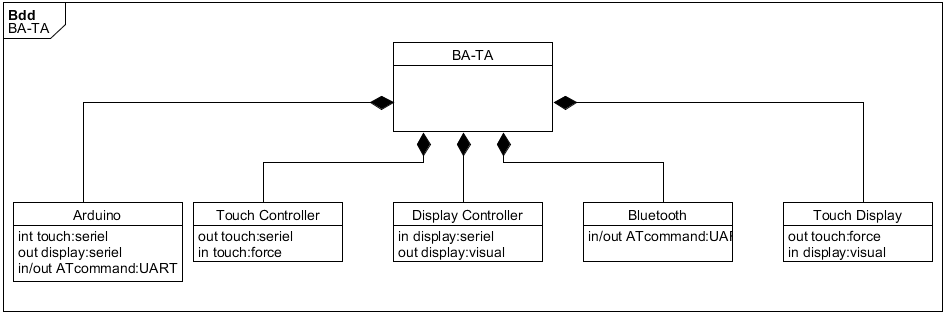 Bdd
BA-TA
BA-TA
Arduino
int touch:seriel
out display:seriel
in/out ATcommand:UART
Touch Controller
out touch:seriel
in touch:force
Display Controller
in display:seriel
out display:visual
Bluetooth
in/out ATcommand:UAR
Touch Display
out touch:force
in display:visual